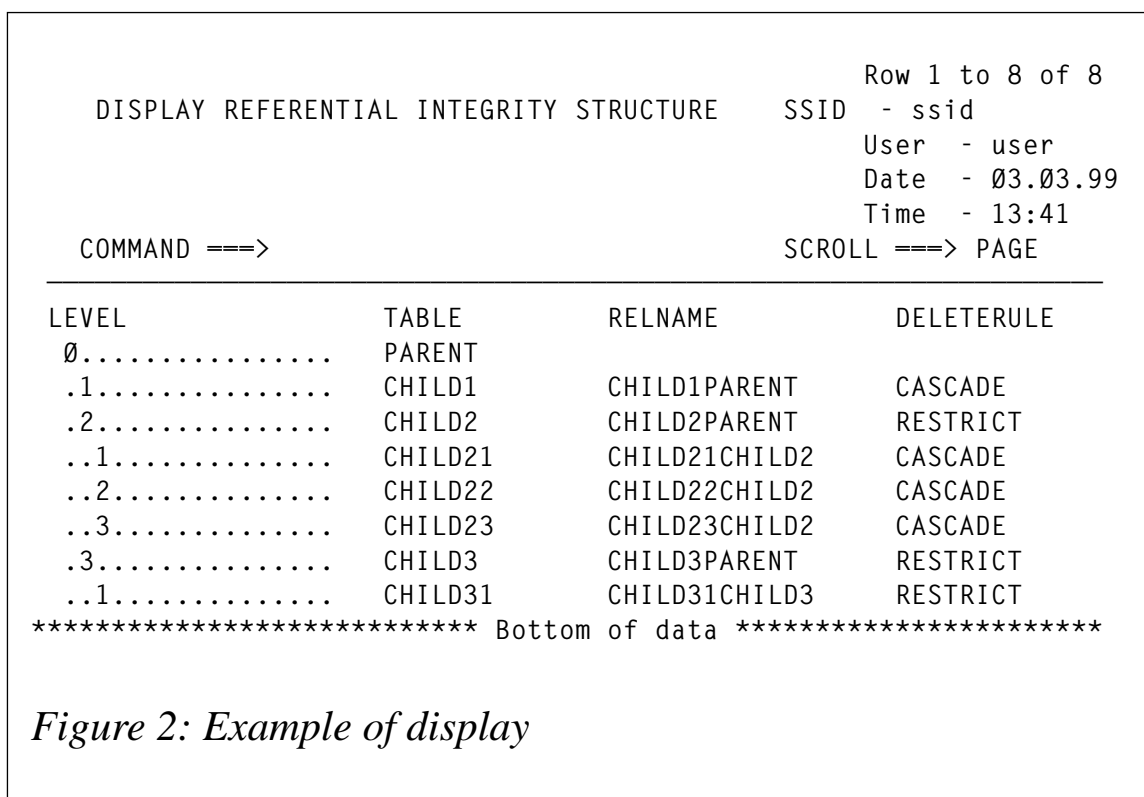 Row 1 to 8 of 8
DISPLAY REFERENTIAL INTEGRITY STRUCTURE SSID - ssid
User - user
Date - Ø3.Ø3.99
Time - 13:41
COMMAND ===> SCROLL ===> PAGE
LEVEL TABLE RELNAME DELETERULE
Ø................ PARENT
.1............... CHILD1 CHILD1PARENT CASCADE
.2............... CHILD2 CHILD2PARENT RESTRICT
..1.............. CHILD21 CHILD21CHILD2 CASCADE
..2.............. CHILD22 CHILD22CHILD2 CASCADE
..3.............. CHILD23 CHILD23CHILD2 CASCADE
.3............... CHILD3 CHILD3PARENT RESTRICT
..1.............. CHILD31 CHILD31CHILD3 RESTRICT
**************************** Bottom of data ***********************
Figure 2: Example of display